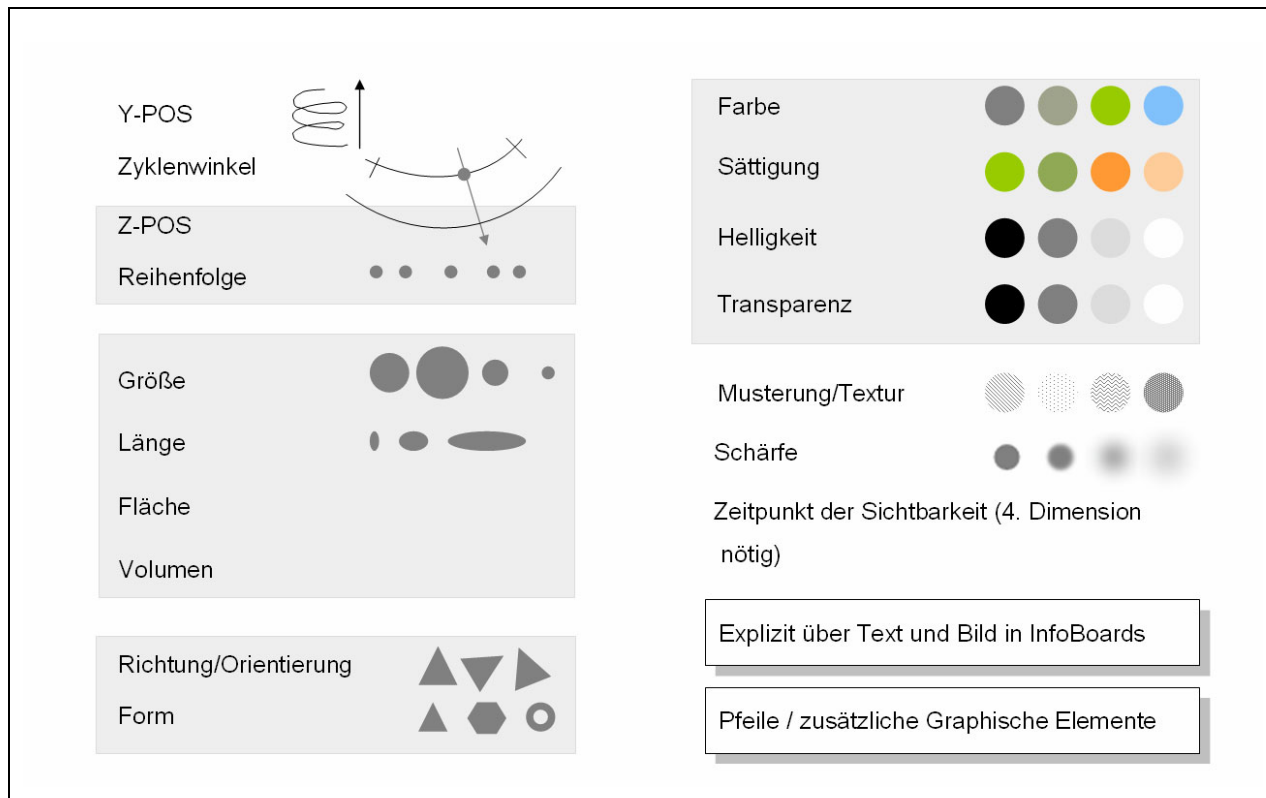 Y-POS
Zyklenwinkel
Z-POS
Reihenfolge
Größe
Länge
Fläche
Volumen
Richtung/Orientierung
Form
Farbe
Sättigung
Helligkeit
Transparenz
Musterung/Textur
Schärfe
Zeitpunkt der Sichtbarkeit (4. Dimension
nötig)
Explizit über Text und Bild in InfoBoards
Pfeile / zusätzliche Graphische Elemente